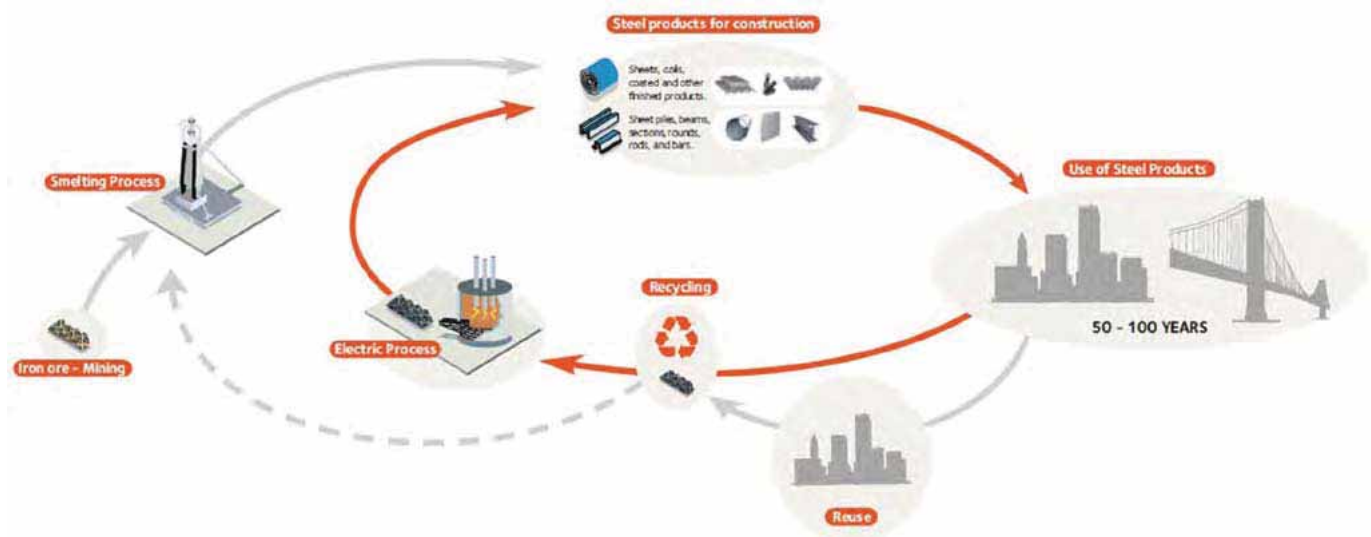 Steel products for construction
Sheets, coils,
coated and other
finished products.
Sheet piles, beams,
sections, rounds,
rods, and bars.
Smelting Process
Use of Steel Products
Recycling
50 - 100 YEARS
Electric Process
Iron ore - Mining
Reuse